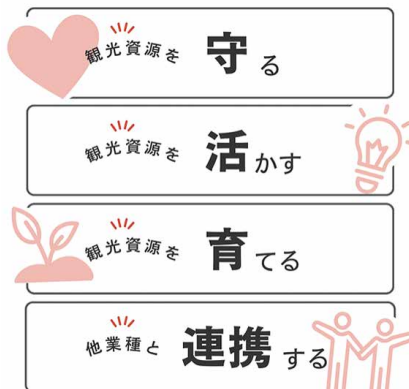 観光資源を 守る
観光資源を 活かす
観光資源を 育てる
他業種と 連携する